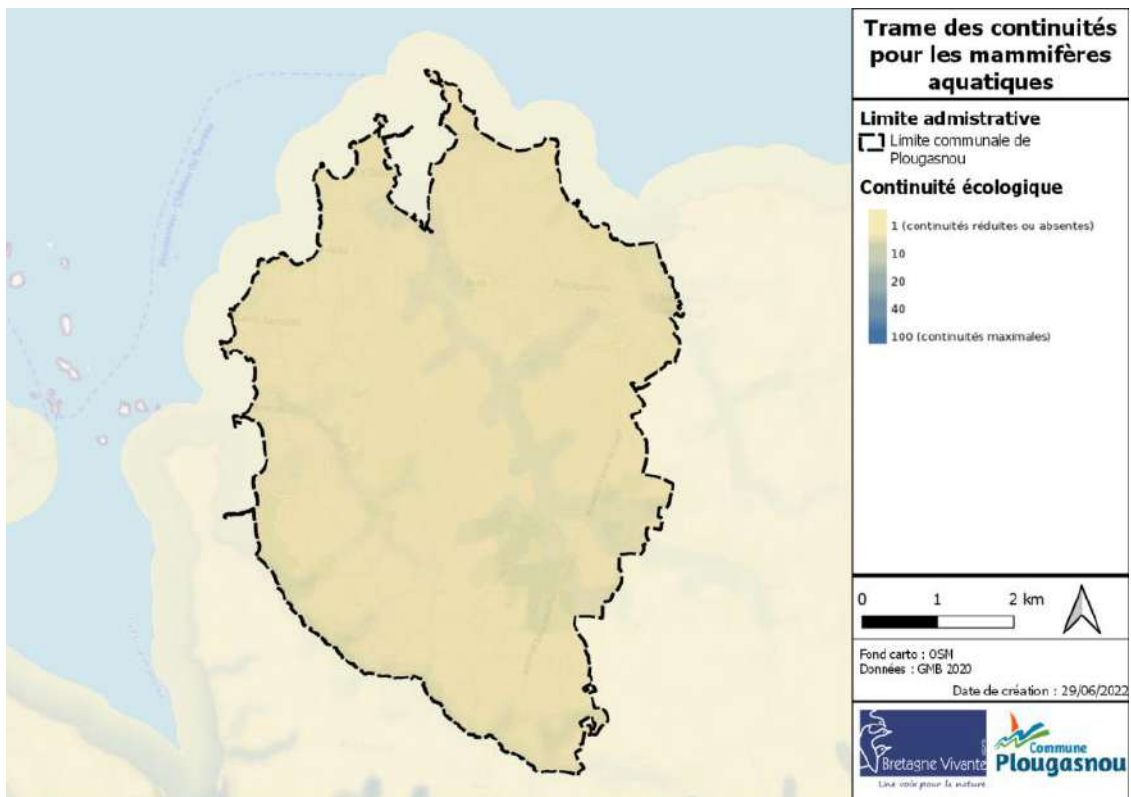 Trame des continuités
pour les mammifères
aquatiques
Limite admistrative
Limite communale de
Plougasnou
Continuité écologique
1 (continuités réduites ou absentes)
10
20
40
100 (continuités maximales)
0 1 2 km
Fond carto : OSM
Données : GMB 2020
Date de création : 29/06/2022
Bretagne Vivante
Une voix pour la nature
Commune
Plougasnou